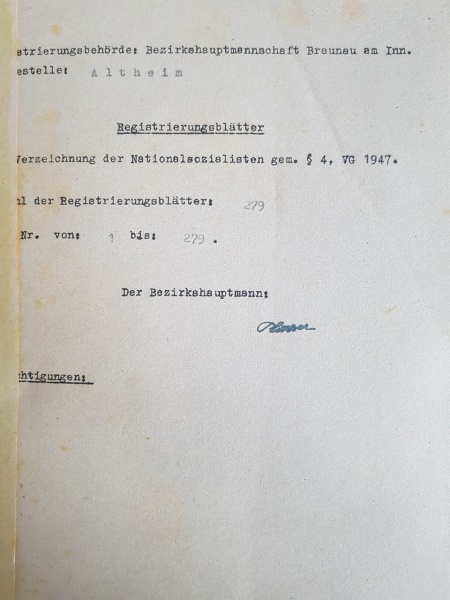 strierungsbehörde: Bezirkshauptmannschaft Braunau am Inn.
estelle: Altheim
Registrierungsblätter
Verzeichnung der Nationalsozialisten gem. § 4, VG 1947.
l der Registrierungsblätter: 279
Nr. von: 1 bis: 279.
Der Bezirkshauptmann:
chtigungen: